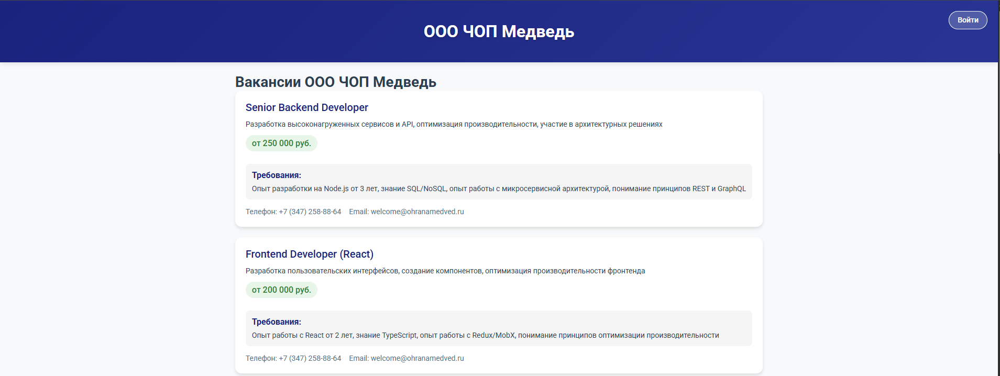 Войти
ООО ЧОП Медведь
Вакансии ООО ЧОП Медведь
Senior Backend Developer
Разработка высоконагруженных сервисов и API, оптимизация производительности, участие в архитектурных решениях
от 250 000 руб.
Требования:
Опыт разработки на Node.js от 3 лет, знание SQL/NoSQL, опыт работы с микросервисной архитектурой, понимание принципов REST и GraphQL
Телефон: +7 (347) 258-88-64 Email: welcome@ohranamedved.ru
Frontend Developer (React)
Разработка пользовательских интерфейсов, создание компонентов, оптимизация производительности фронтенда
от 200 000 руб.
Требования:
Опыт работы с React от 2 лет, знание TypeScript, опыт работы с Redux/MobX, понимание принципов оптимизации производительности
Телефон: +7 (347) 258-88-64 Email: welcome@ohranamedved.ru